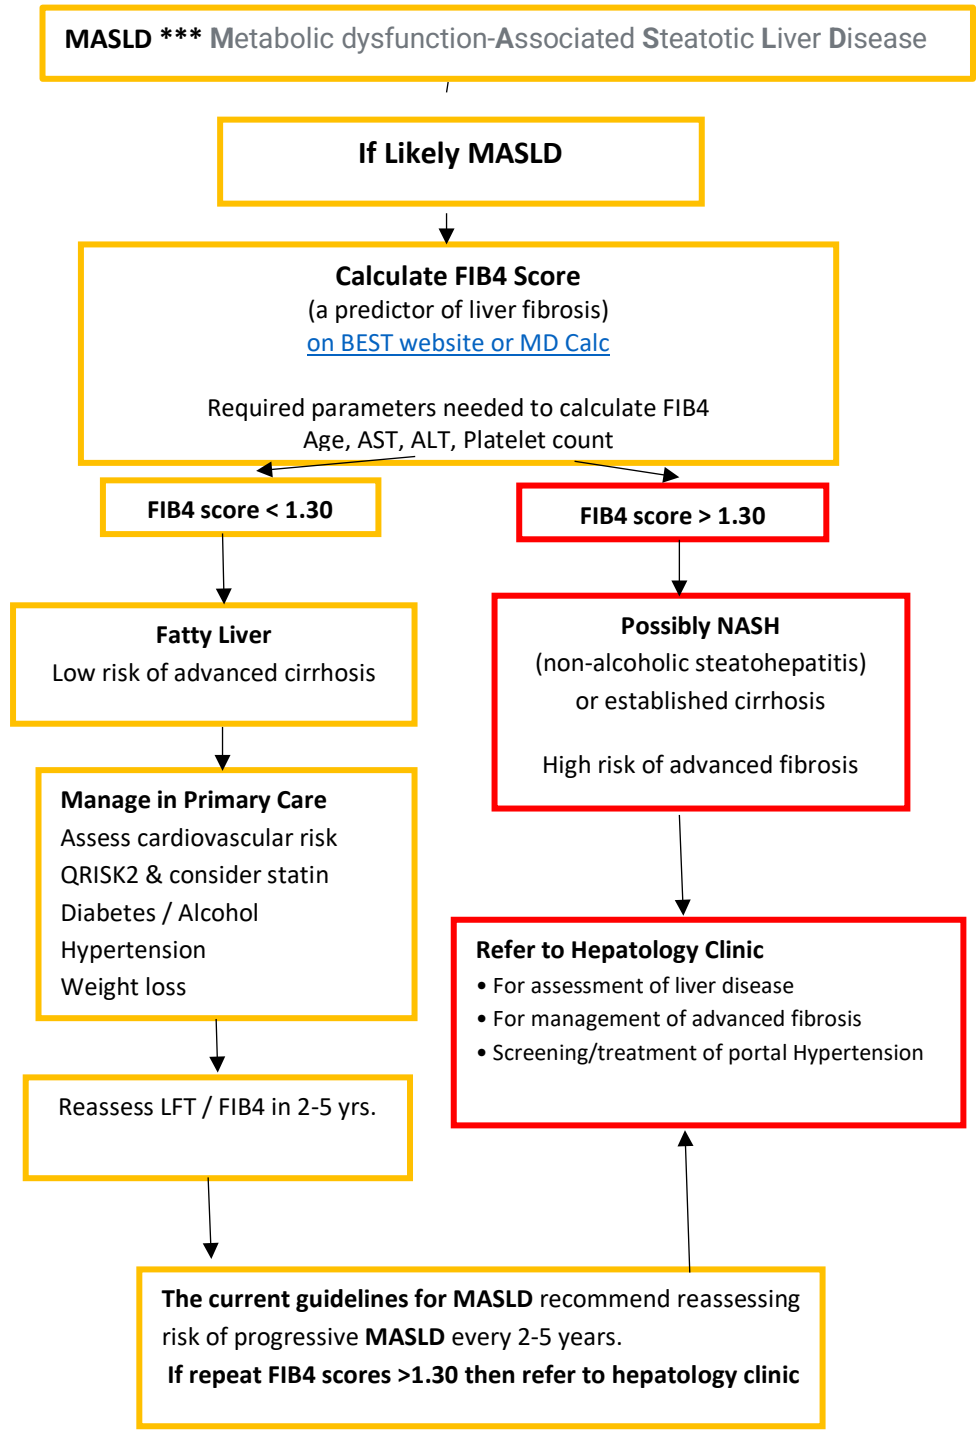 MASLD *** Metabolic dysfunction-Associated Steatotic Liver Disease
If Likely MASLD
Calculate FIB4 Score
(a predictor of liver fibrosis)
on BEST website or MD Calc
Required parameters needed to calculate FIB4
Age, AST, ALT, Platelet count
FIB4 score < 1.30
FIB4 score > 1.30
Fatty Liver
Low risk of advanced cirrhosis
Possibly NASH
(non-alcoholic steatohepatitis)
or established cirrhosis
High risk of advanced fibrosis
Manage in Primary Care
Assess cardiovascular risk
QRISK2 & consider statin
Diabetes / Alcohol
Hypertension
Weight loss
Refer to Hepatology Clinic
• For assessment of liver disease
• For management of advanced fibrosis
• Screening/treatment of portal Hypertension
Reassess LFT / FIB4 in 2-5 yrs.
The current guidelines for MASLD recommend reassessing
risk of progressive MASLD every 2-5 years.
If repeat FIB4 scores >1.30 then refer to hepatology clinic